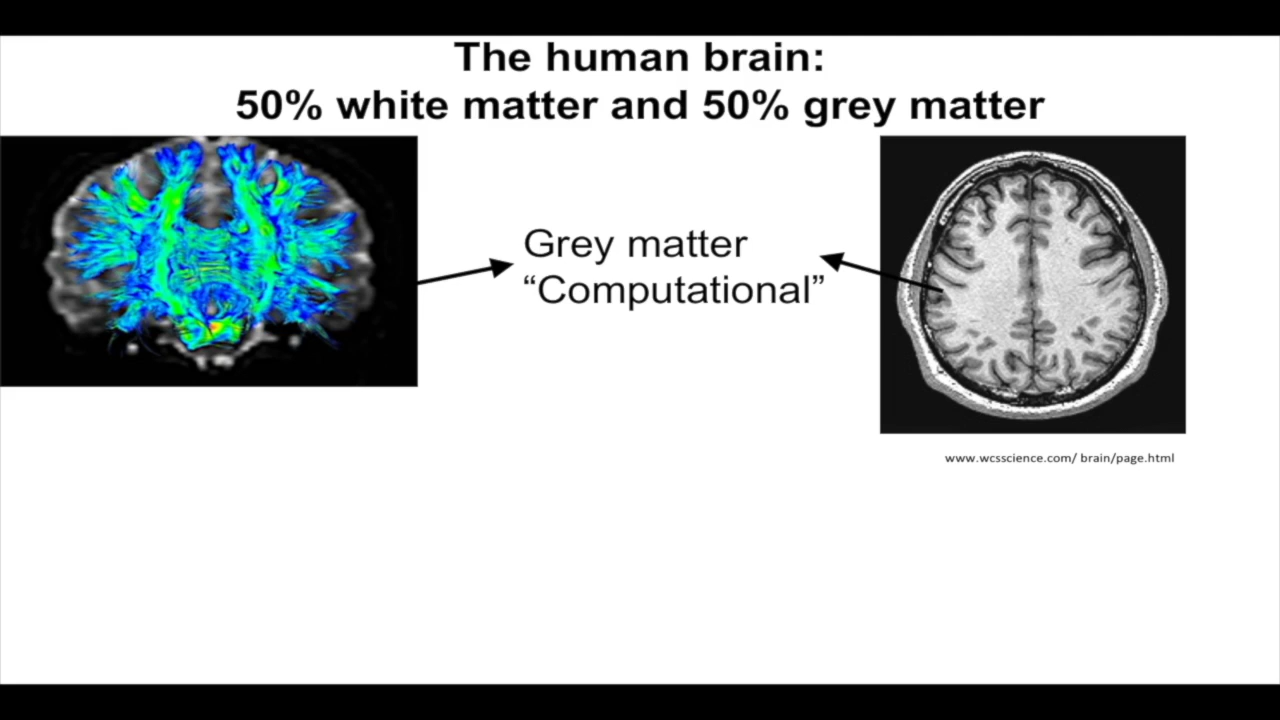 The human brain:
50% white matter and 50% grey matter
Grey matter
“Computational”
www.wcsscience.com/ brain/page.html